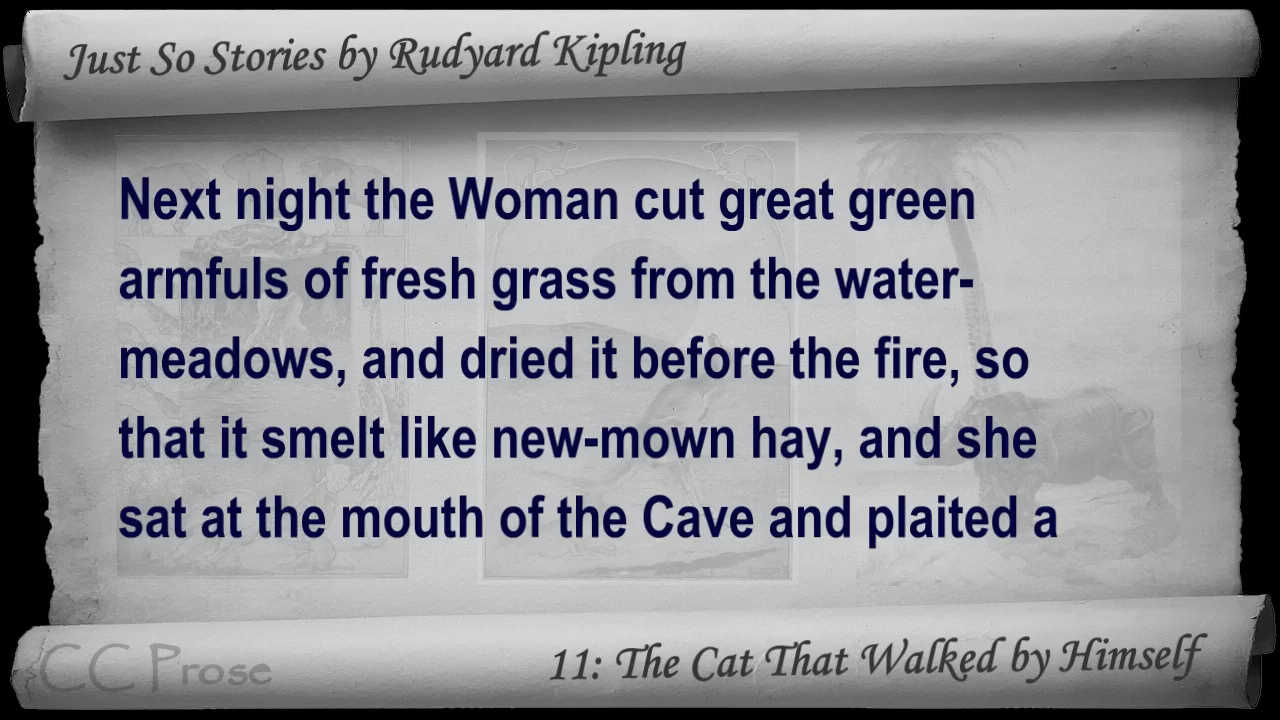 Just So Stories by Rudyard Kipling
Next night the Woman cut great green
armfuls of fresh grass from the water-
meadows, and dried it before the fire, so
that it smelt like new-mown hay, and she
sat at the mouth of the Cave and plaited a
CC Prose
11: The Cat That Walked by Himself